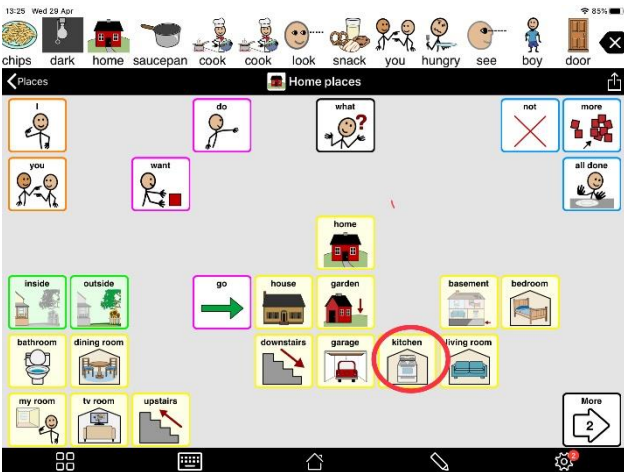 13:25 Wed 29 Apr 85%
chips dark home saucepan cook cook look snack you hungry see boy door
Places Home places
I do what not more
you want all done
home
inside outside go house garden basement bedroom
bathroom dining room downstairs garage kitchen living room
my room tv room upstairs More
2
2